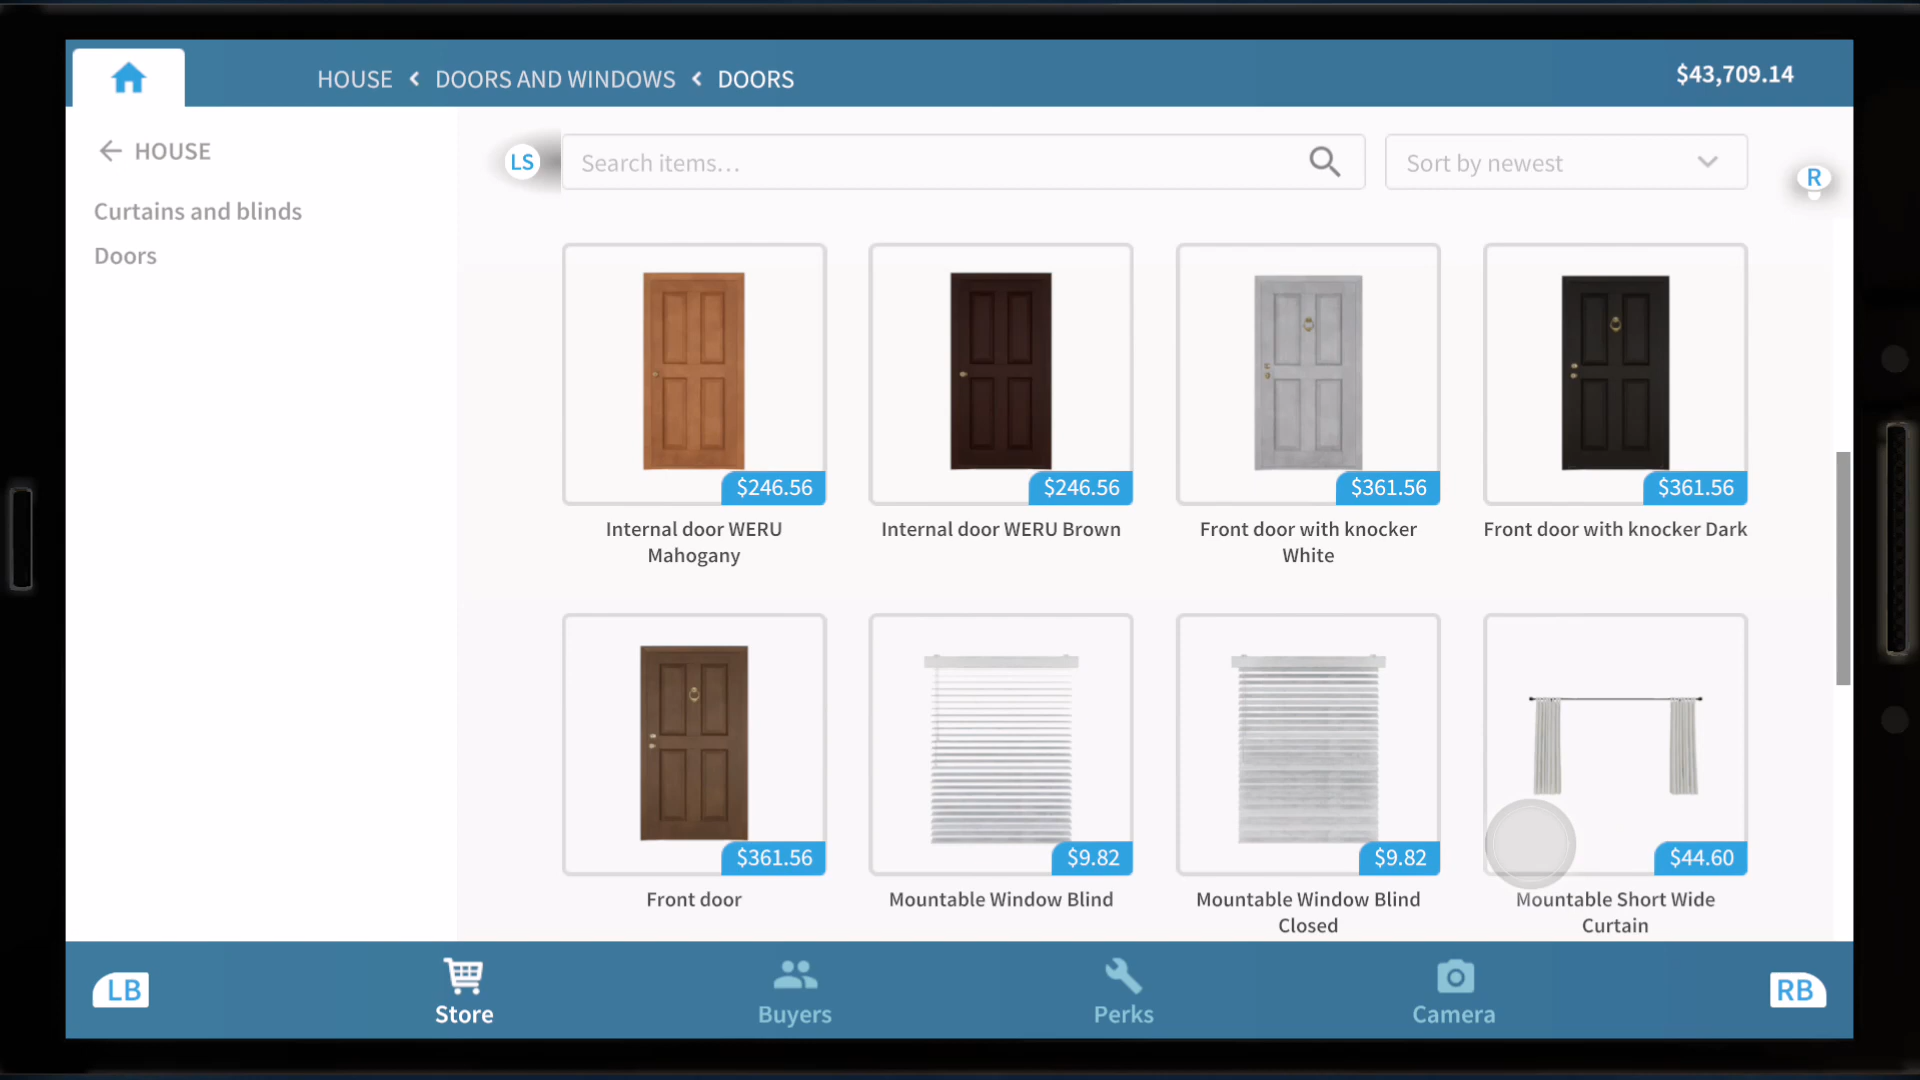 HOUSE < DOORS AND WINDOWS < DOORS
$43,709.14
HOUSE
Curtains and blinds
Doors
LS
Search items...
Sort by newest
R
$246.56
$246.56
$361.56
$361.56
Internal door WERU
Mahogany
Internal door WERU Brown
Front door with knocker
White
Front door with knocker Dark
$361.56
$9.82
$9.82
$44.60
Front door
Mountable Window Blind
Mountable Window Blind
Closed
Mountable Short Wide
Curtain
LB
Store
Buyers
Perks
Camera
RB